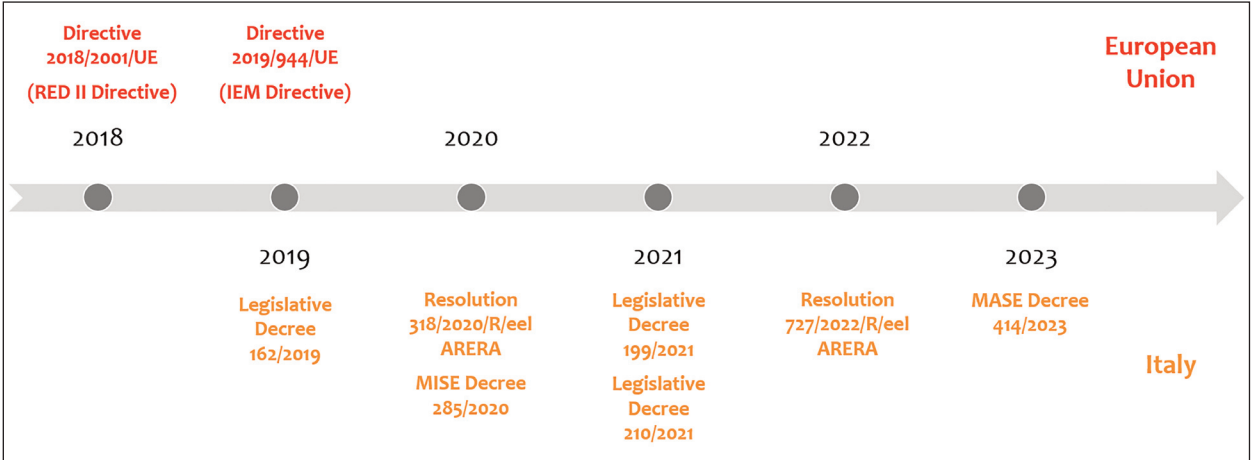 Directive
2018/2001/UE
(RED II Directive)
Directive
2019/944/UE
(IEM Directive)
European
Union
2018
2020
2022
2019
2021
2023
Legislative
Decree
162/2019
Resolution
318/2020/R/eel
ARERA
MISE Decree
285/2020
Legislative
Decree
199/2021
Legislative
Decree
210/2021
Resolution
727/2022/R/eel
ARERA
MASE Decree
414/2023
Italy